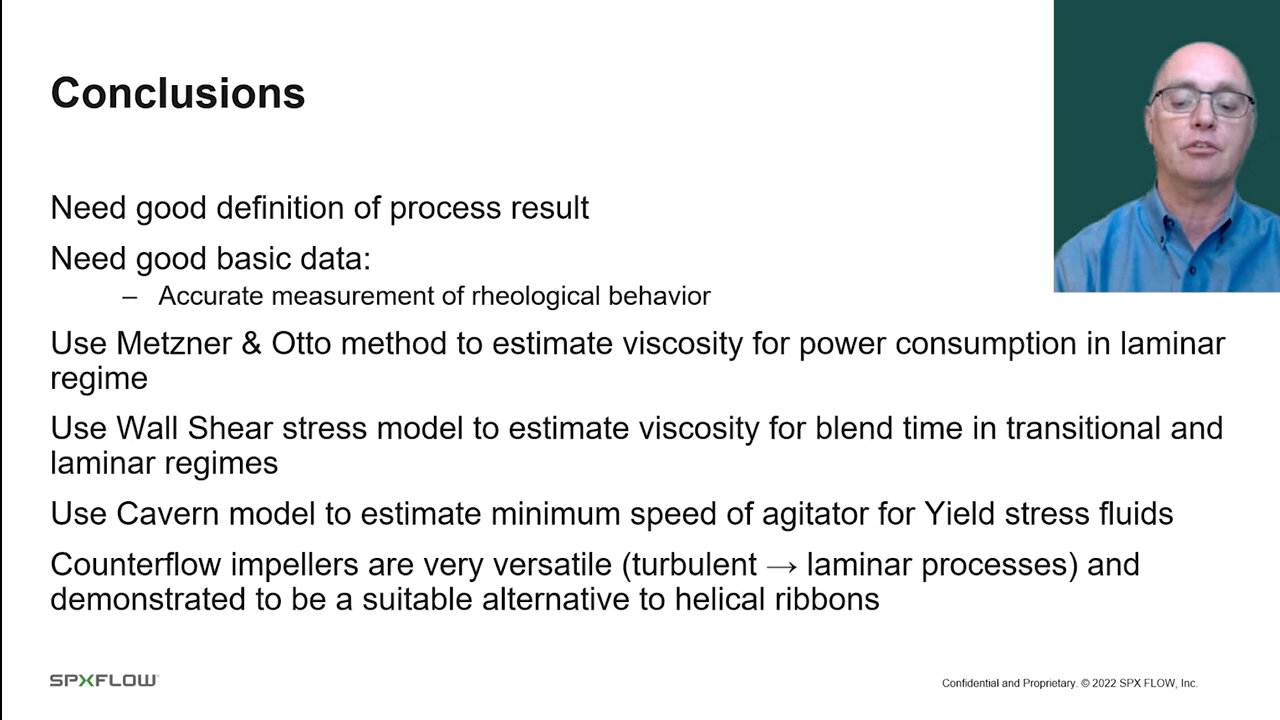 Conclusions
Need good definition of process result
Need good basic data:
– Accurate measurement of rheological behavior
Use Metzner & Otto method to estimate viscosity for power consumption in laminar
regime
Use Wall Shear stress model to estimate viscosity for blend time in transitional and
laminar regimes
Use Cavern model to estimate minimum speed of agitator for Yield stress fluids
Counterflow impellers are very versatile (turbulent → laminar processes) and
demonstrated to be a suitable alternative to helical ribbons
SPXFLOW
Confidential and Proprietary. © 2022 SPX FLOW, Inc.